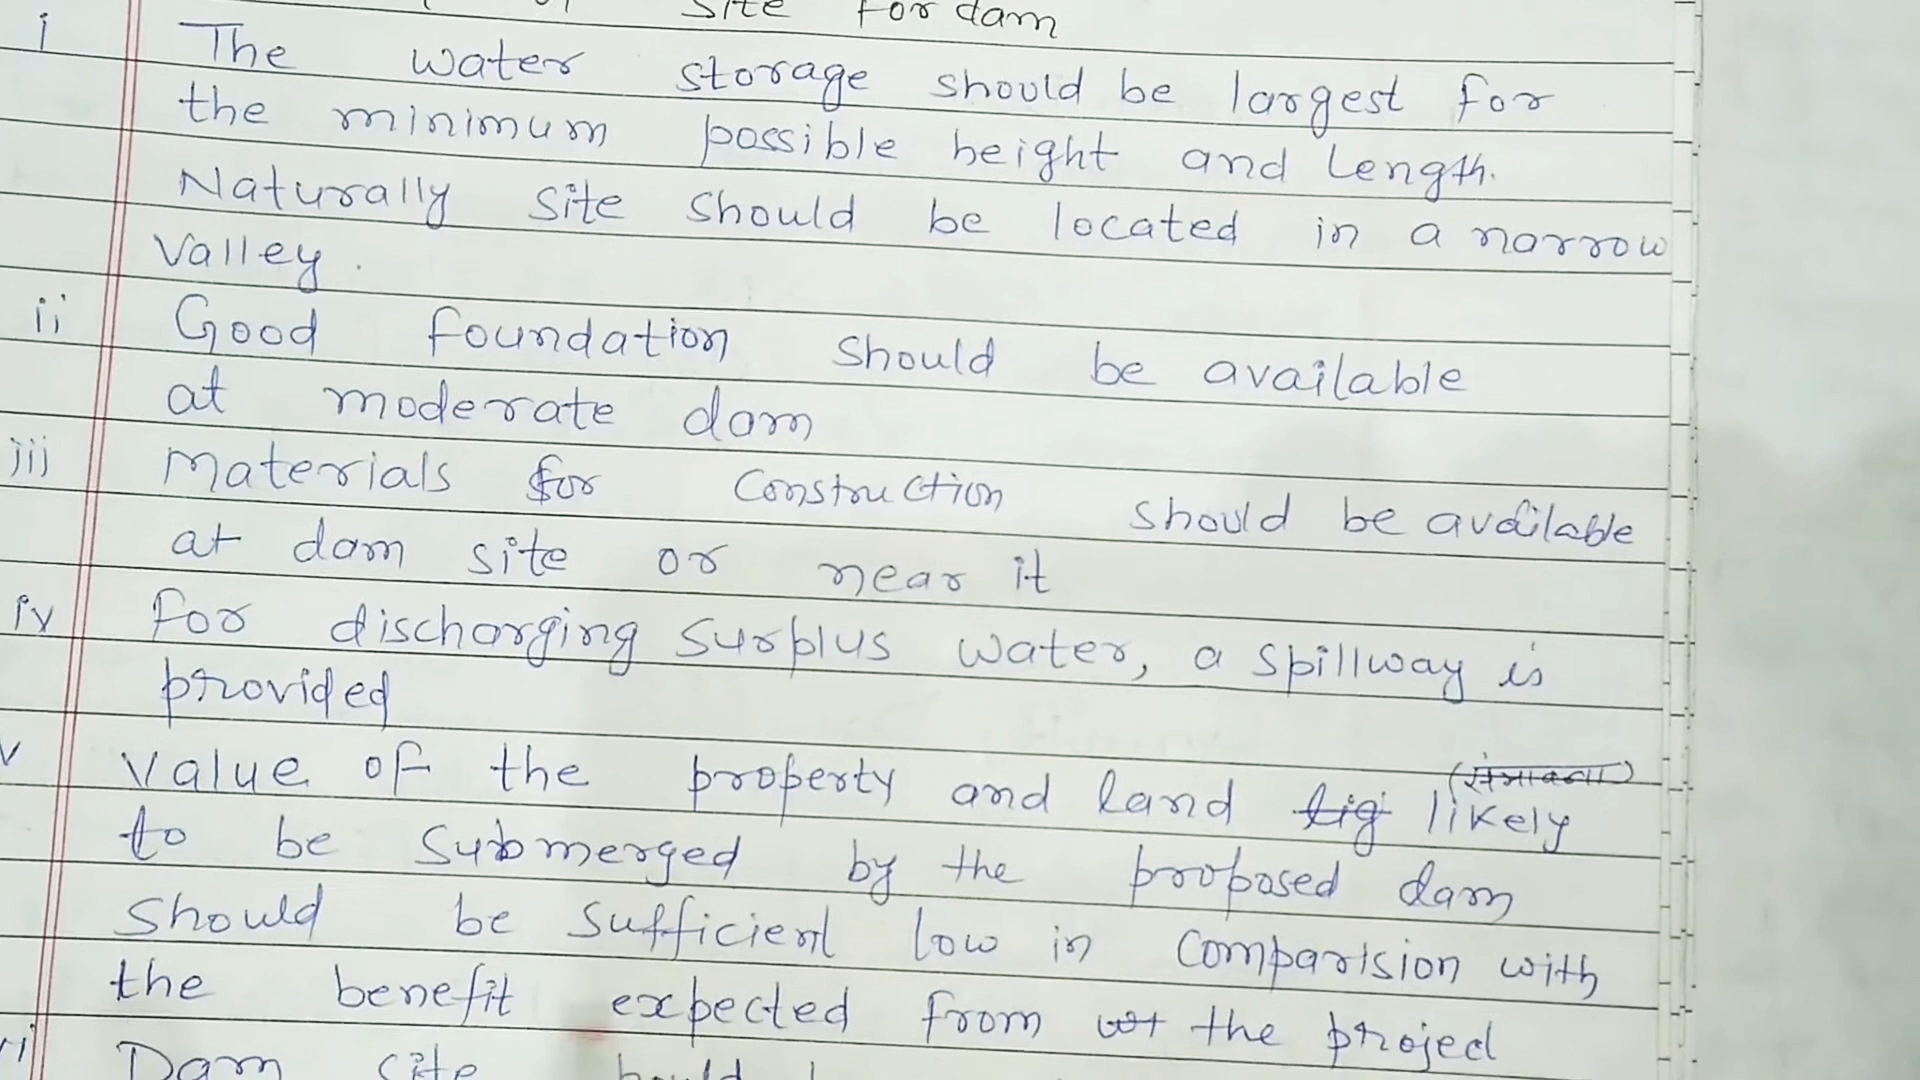 site for dam
i The water storage should be largest for
the minimum possible height and length.
Naturally site should be located in a narrow
valley.
ii Good foundation should be available
at moderate dam
iii Materials for construction should be available
at dam site or near it
iv For discharging surplus water, a spillway is
provided
v Value of the property and land lig likely (संभावना)
to be submerged by the proposed dam
should be sufficient low in comparision with
the benefit expected from the project
vi Dam site